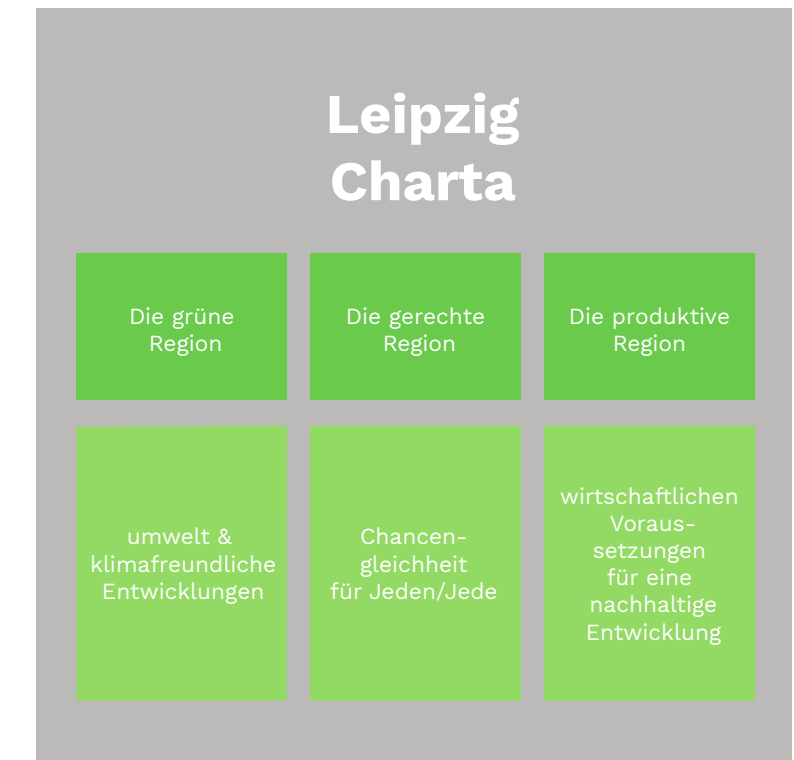 Leipzig
Charta
Die grüne
Region
Die gerechte
Region
Die produktive
Region
umwelt &
klimafreundliche
Entwicklungen
Chancen-
gleichheit
für Jeden/Jede
wirtschaftlichen
Voraus-
setzungen
für eine
nachhaltige
Entwicklung